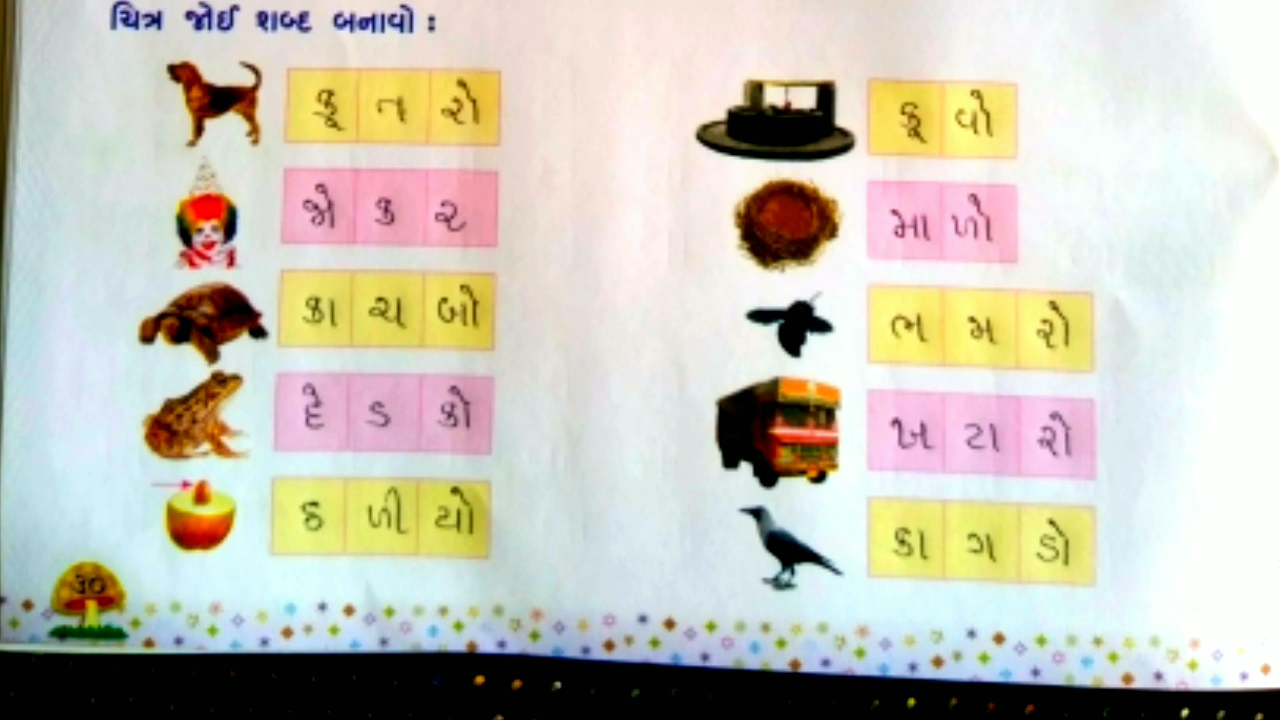 ચિત્ર જોઈ શબ્દ બનાવો :
કૂ ત રો
જો ક ર
કા ચ બો
દે ડ કો
ઠ ળી યો
કૂ વો
મા ળો
ભ મ રો
ખ ટા રો
કા ગ ડો
૩૦